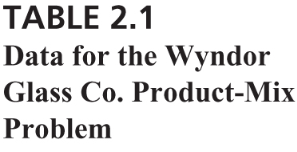 TABLE 2.1
Data for the Wyndor
Glass Co. Product-Mix
Problem